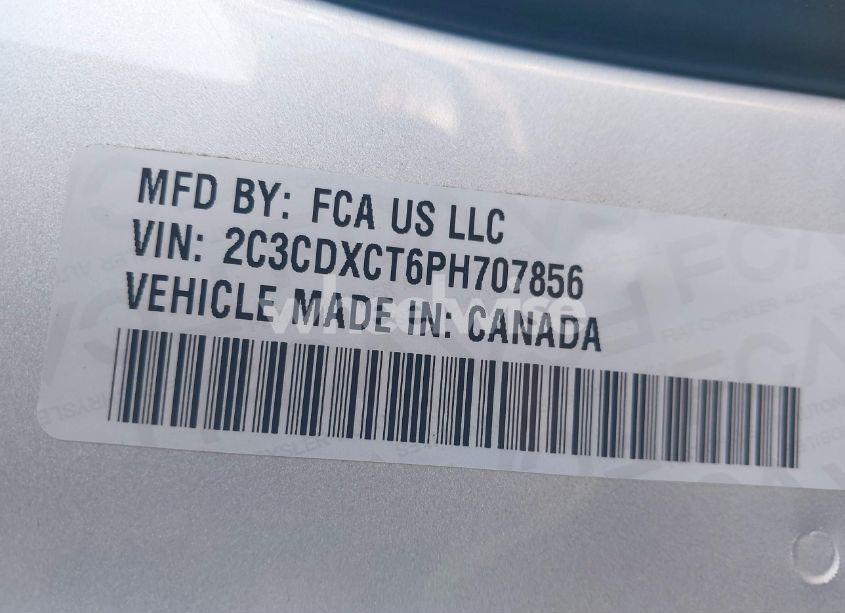 MFD BY: FCA US LLC
VIN: 2C3CDXCT6PH707856
VEHICLE MADE IN: CANADA